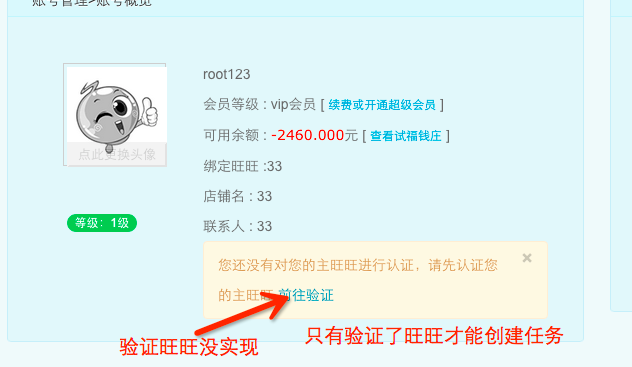 账号管理>账号概览
root123
会员等级 : vip会员 [ 续费或开通超级会员 ]
可用余额 : -2460.000元 [ 查看试福钱庄 ]
绑定旺旺 :33
店铺名 : 33
联系人 : 33
点此更换头像
等级：1级
您还没有对您的主旺旺进行认证，请先认证您
的主旺旺 前往验证
×
只有验证了旺旺才能创建任务
验证旺旺没实现